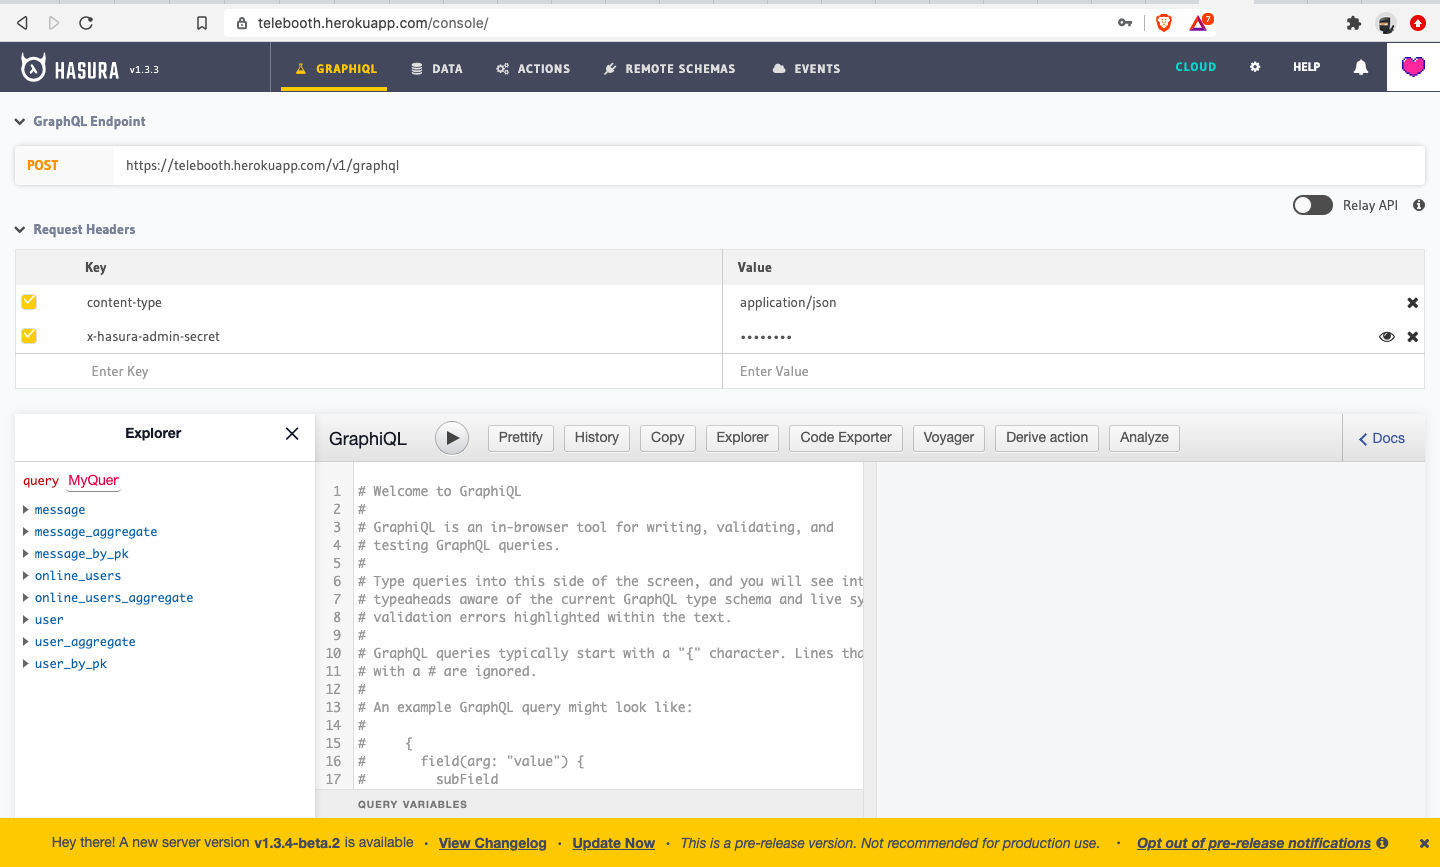 telebooth.herokuapp.com/console/
7
HASURA v1.3.3 GRAPHIQL DATA ACTIONS REMOTE SCHEMAS EVENTS CLOUD HELP
GraphQL Endpoint
POST https://telebooth.herokuapp.com/v1/graphql
Relay API
Request Headers
Key Value
content-type application/json
x-hasura-admin-secret ••••••••
Enter Key Enter Value
Explorer
GraphiQL Prettify History Copy Explorer Code Exporter Voyager Derive action Analyze Docs
query MyQuer
message
message_aggregate
message_by_pk
online_users
online_users_aggregate
user
user_aggregate
user_by_pk
1 # Welcome to GraphiQL
2 #
3 # GraphiQL is an in-browser tool for writing, validating, and
4 # testing GraphQL queries.
5 #
6 # Type queries into this side of the screen, and you will see int
7 # typeaheads aware of the current GraphQL type schema and live sy
8 # validation errors highlighted within the text.
9 #
10 # GraphQL queries typically start with a "{" character. Lines tha
11 # with a # are ignored.
12 #
13 # An example GraphQL query might look like:
14 #
15 # {
16 # field(arg: "value") {
17 # subField
QUERY VARIABLES
Hey there! A new server version v1.3.4-beta.2 is available · View Changelog · Update Now · This is a pre-release version. Not recommended for production use. · Opt out of pre-release notifications